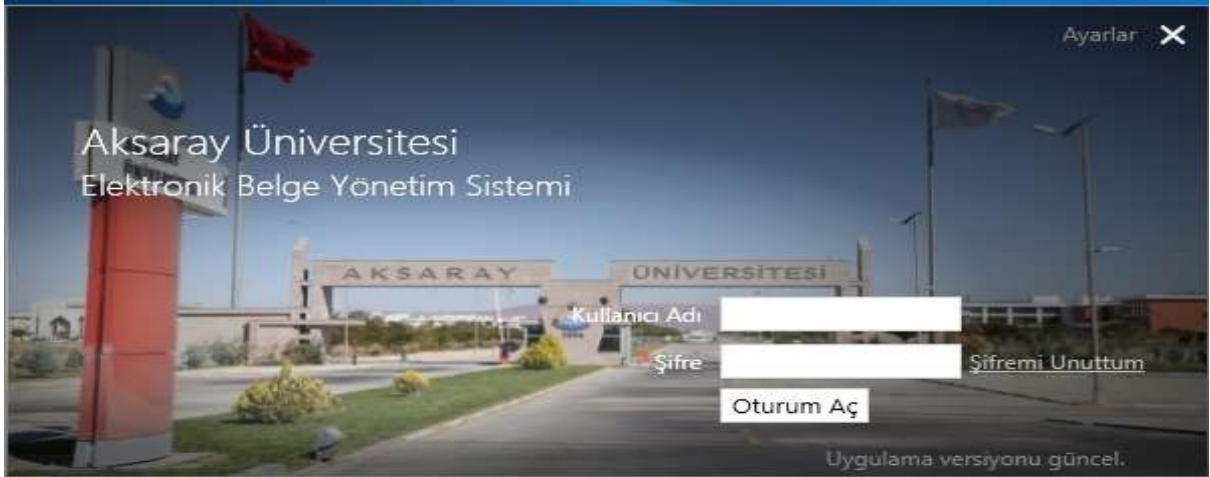 Ayarlar
Aksaray Üniversitesi
Elektronik Belge Yönetim Sistemi
AKSARAY ÜNİVERSİTESİ
Kullanıcı Adı
Şifre
Şifremi Unuttum
Oturum Aç
Uygulama versiyonu güncel.